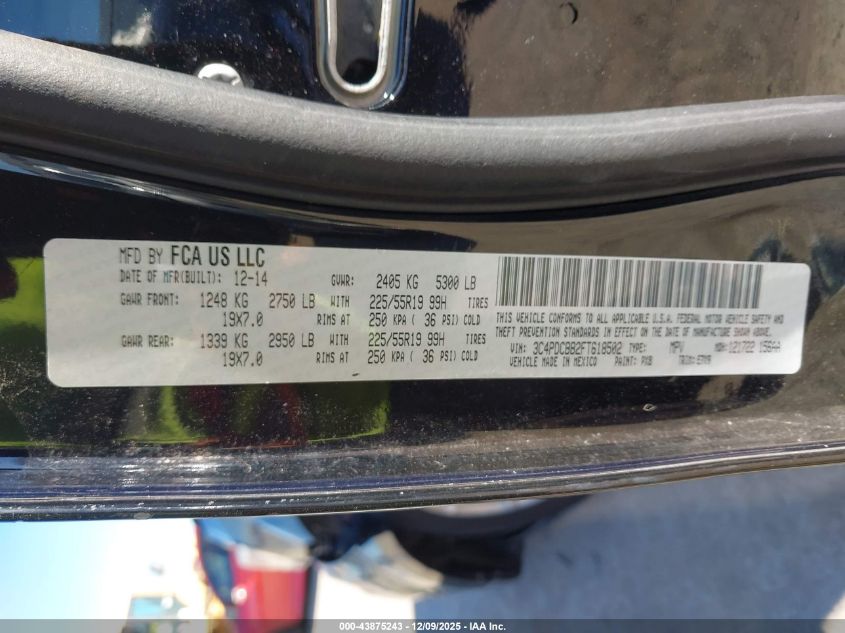 MFD BY FCA US LLC
DATE OF MFR(BUILT): 12-14 GVWR: 2405 KG 5300 LB
GAWR FRONT: 1248 KG 2750 LB WITH 225/55R19 99H TIRES
19X7.0 RIMS AT 250 KPA ( 36 PSI) COLD
GAWR REAR: 1339 KG 2950 LB WITH 225/55R19 99H TIRES
19X7.0 RIMS AT 250 KPA ( 36 PSI) COLD
THIS VEHICLE CONFORMS TO ALL APPLICABLE U.S.A. FEDERAL MOTOR VEHICLE SAFETY AND
THEFT PREVENTION STANDARDS IN EFFECT ON THE DATE OF MANUFACTURE SHOWN ABOVE.
VIN: 3C4PDCBB2FT618502 TYPE: MPV MDH: 121722 156AA
VEHICLE MADE IN MEXICO PAINT: PXB TRIM:
000-43875243 - 12/09/2025 - IAA Inc.